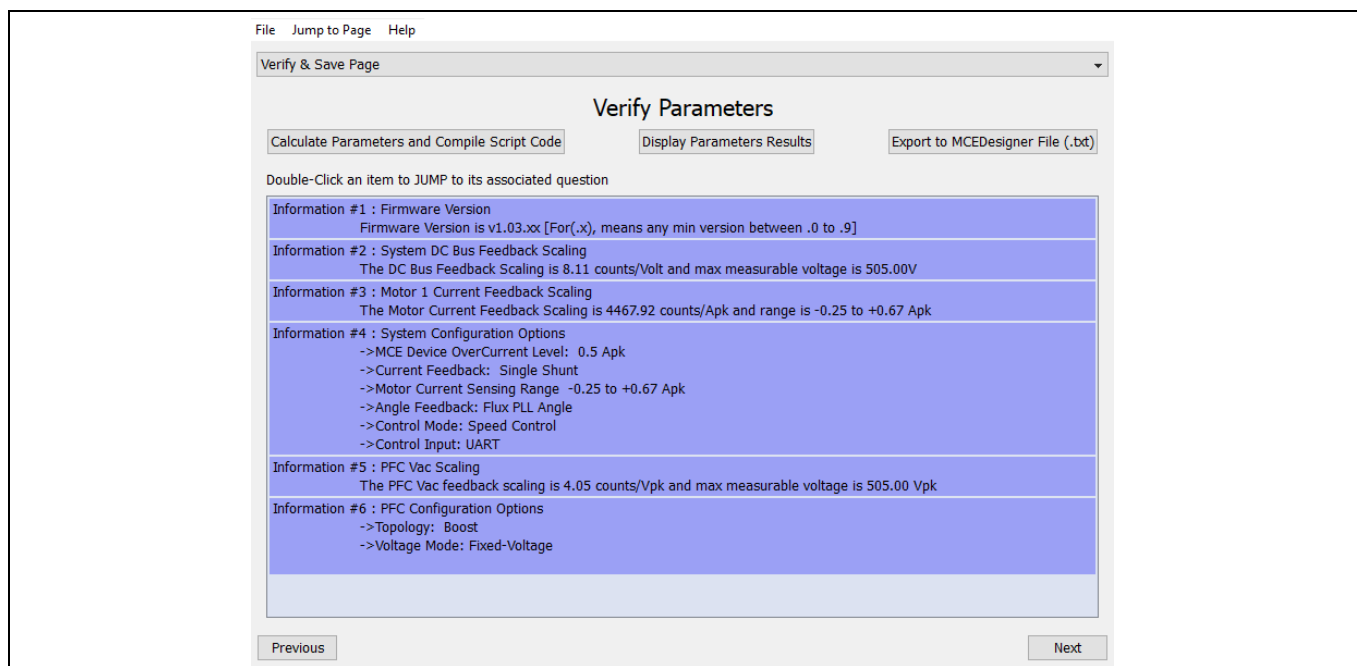 File Jump to Page Help
Verify & Save Page
Verify Parameters
Calculate Parameters and Compile Script Code Display Parameters Results Export to MCEDesigner File (.txt)
Double-Click an item to JUMP to its associated question
Information #1 : Firmware Version
Firmware Version is v1.03.xx [For(.x), means any min version between .0 to .9]
Information #2 : System DC Bus Feedback Scaling
The DC Bus Feedback Scaling is 8.11 counts/Volt and max measurable voltage is 505.00V
Information #3 : Motor 1 Current Feedback Scaling
The Motor Current Feedback Scaling is 4467.92 counts/Apk and range is -0.25 to +0.67 Apk
Information #4 : System Configuration Options
->MCE Device OverCurrent Level: 0.5 Apk
->Current Feedback: Single Shunt
->Motor Current Sensing Range -0.25 to +0.67 Apk
->Angle Feedback: Flux PLL Angle
->Control Mode: Speed Control
->Control Input: UART
Information #5 : PFC Vac Scaling
The PFC Vac feedback scaling is 4.05 counts/Vpk and max measurable voltage is 505.00 Vpk
Information #6 : PFC Configuration Options
->Topology: Boost
->Voltage Mode: Fixed-Voltage
Previous Next